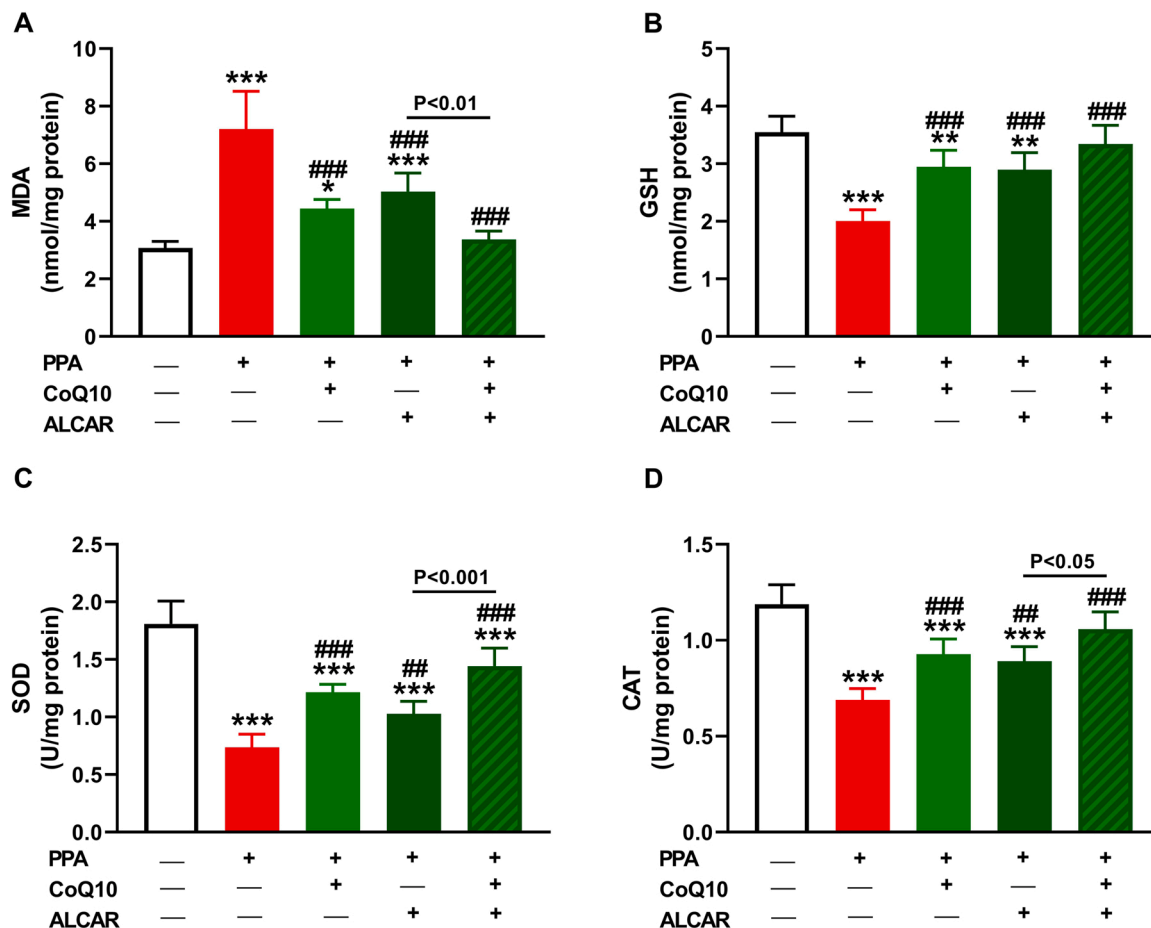 A
MDA
(nmol/mg protein)
10
8
6
4
2
0
***
###
*
###
***
P<0.01
###
PPA — + + + +
CoQ10 — — + — +
ALCAR — — — + +
B
GSH
(nmol/mg protein)
5
4
3
2
1
0
***
###
**
###
**
###
PPA — + + + +
CoQ10 — — + — +
ALCAR — — — + +
C
SOD
(U/mg protein)
2.5
2.0
1.5
1.0
0.5
0.0
***
###
***
##
***
P<0.001
###
***
PPA — + + + +
CoQ10 — — + — +
ALCAR — — — + +
D
CAT
(U/mg protein)
1.5
1.0
0.5
0.0
***
###
***
##
***
P<0.05
###
PPA — + + + +
CoQ10 — — + — +
ALCAR — — — + +